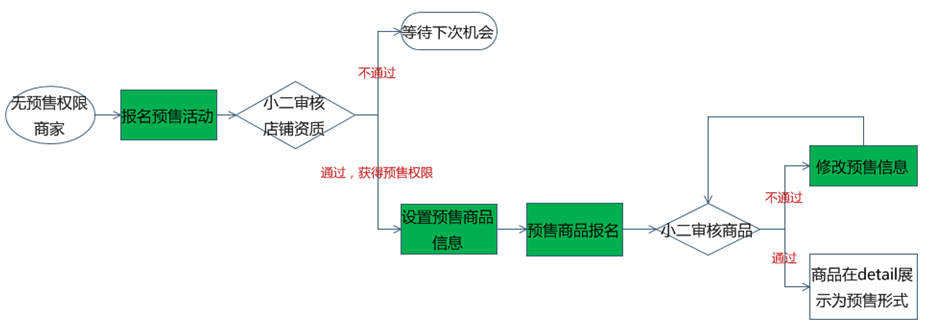 等待下次机会
不通过
无预售权限
商家
报名预售活动
小二审核
店铺资质
通过，获得预售权限
设置预售商品
信息
预售商品报名
小二审核商品
不通过
修改预售信息
通过
商品在detail展
示为预售形式